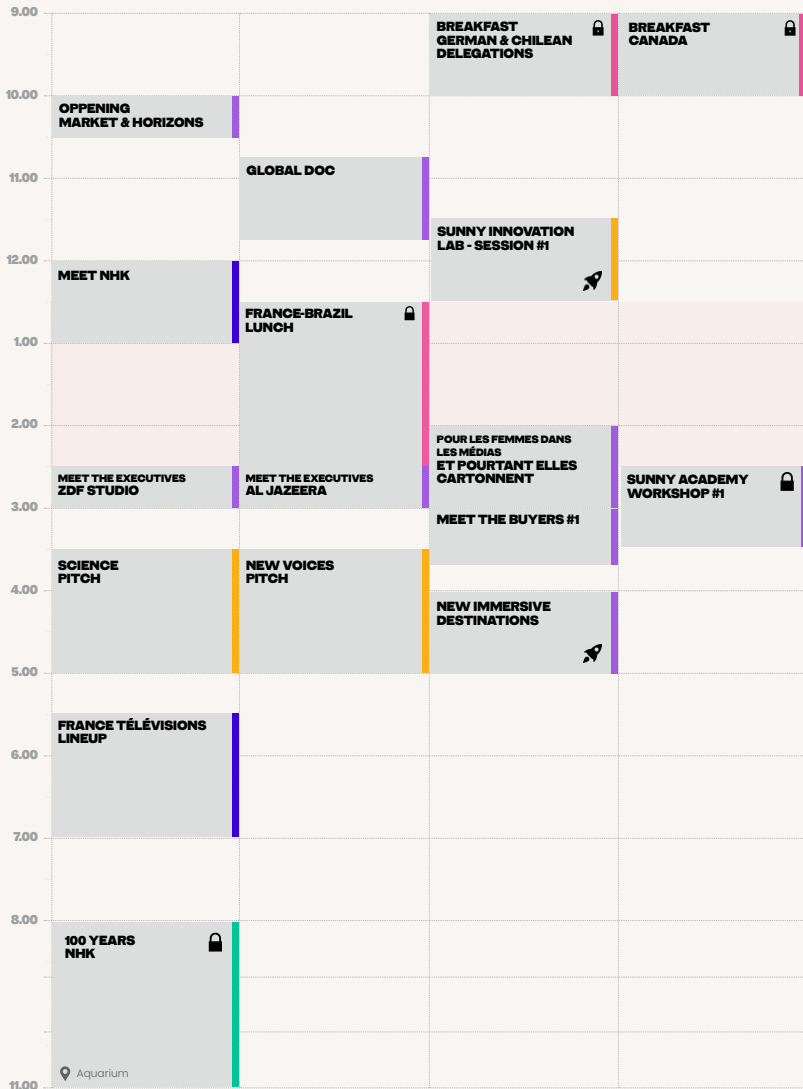 9.00
BREAKFAST
GERMAN & CHILEAN
DELEGATIONS
BREAKFAST
CANADA
10.00
OPPENING
MARKET & HORIZONS
GLOBAL DOC
11.00
SUNNY INNOVATION
LAB - SESSION #1
12.00
MEET NHK
FRANCE-BRAZIL
LUNCH
1.00
2.00
POUR LES FEMMES DANS
LES MÉDIAS
ET POURTANT ELLES
CARTONNENT
MEET THE EXECUTIVES
ZDF STUDIO
MEET THE EXECUTIVES
AL JAZEERA
SUNNY ACADEMY
WORKSHOP #1
3.00
MEET THE BUYERS #1
SCIENCE
PITCH
NEW VOICES
PITCH
4.00
NEW IMMERSIVE
DESTINATIONS
5.00
FRANCE TÉLÉVISIONS
LINEUP
6.00
7.00
8.00
100 YEARS
NHK
Aquarium
11.00